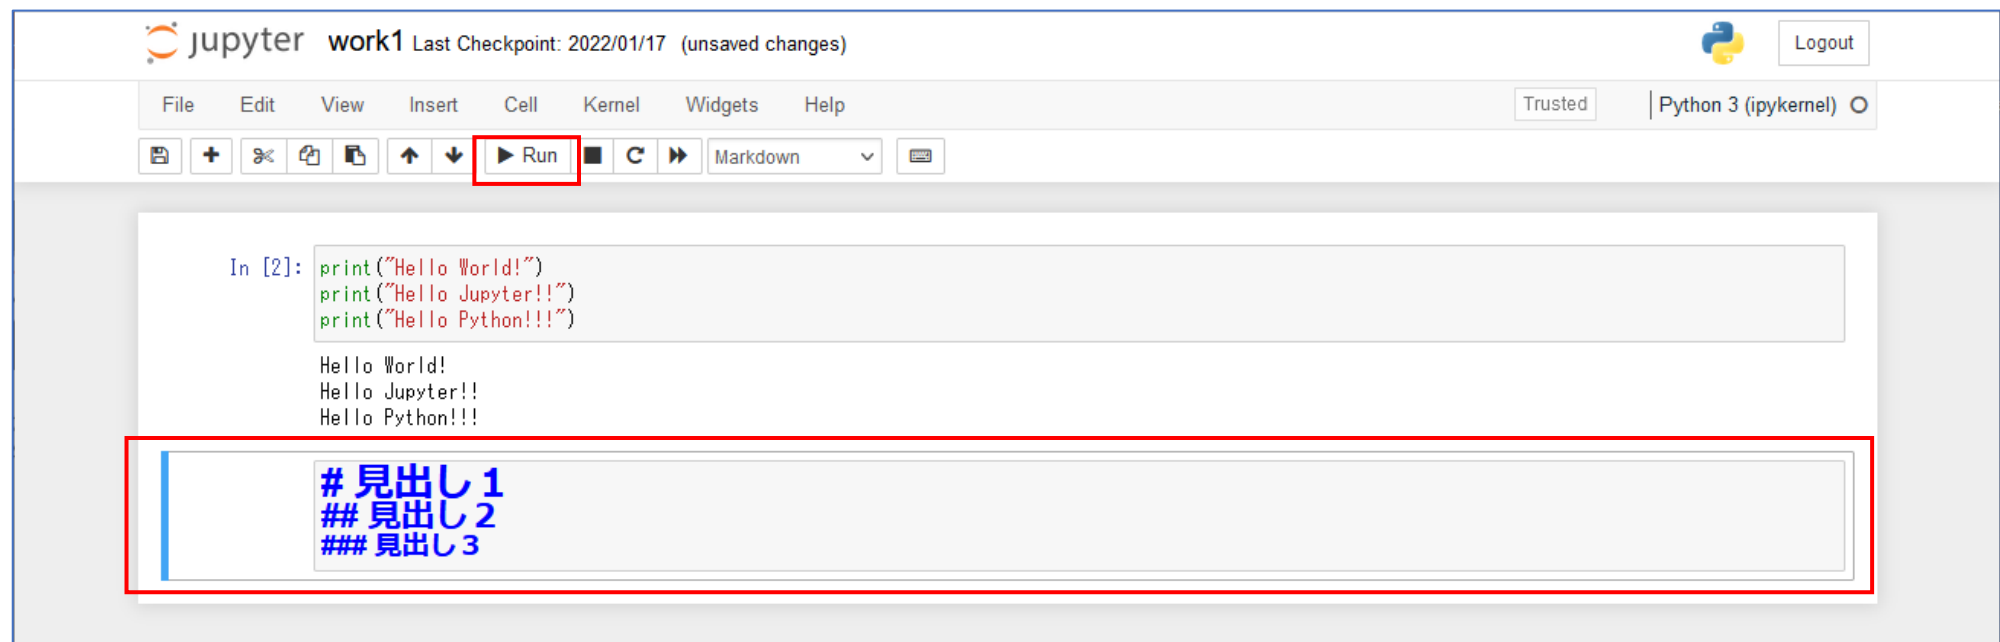 jupyter work1 Last Checkpoint: 2022/01/17 (unsaved changes) Logout
File Edit View Insert Cell Kernel Widgets Help Trusted Python 3 (ipykernel)
Run Markdown
In [2]: print("Hello World!")
print("Hello Jupyter!!")
print("Hello Python!!!")
Hello World!
Hello Jupyter!!
Hello Python!!!
# 見出し１
## 見出し２
### 見出し３